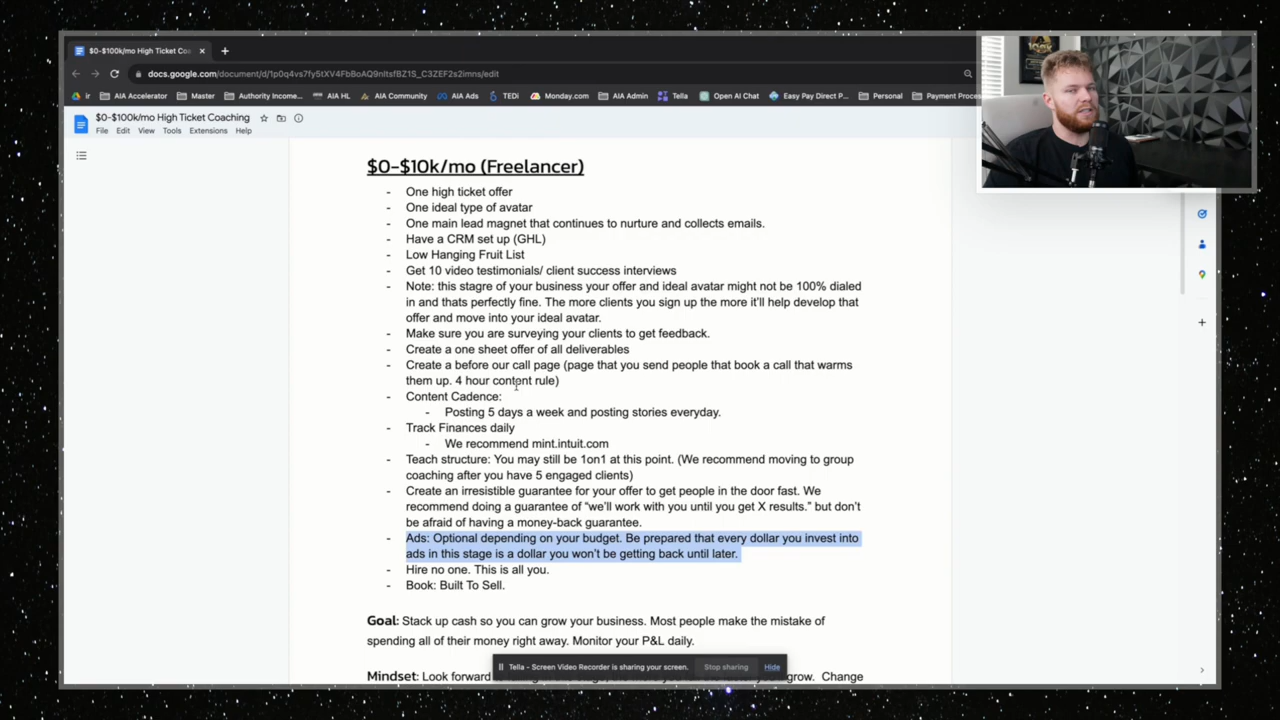 $0-$100k/mo High Ticket Coa
docs.google.com/document/d/1p0q4vs7fy5tXV4FbBoAQ9nltsfBZ1S_C3ZEF2s2imns/edit
ir AIA Accelerator Master Authority Income... AIA HL AIA Community AIA Ads TEDI Monday.com AIA Admin Tella Open AI Chat Easy Pay Direct P... Personal Payment Proces
$0-$100k/mo High Ticket Coaching
File Edit View Tools Extensions Help
$0-$10k/mo (Freelancer)
- One high ticket offer
- One ideal type of avatar
- One main lead magnet that continues to nurture and collects emails.
- Have a CRM set up (GHL)
- Low Hanging Fruit List
- Get 10 video testimonials/ client success interviews
- Note: this stagre of your business your offer and ideal avatar might not be 100% dialed
in and thats perfectly fine. The more clients you sign up the more it'll help develop that
offer and move into your ideal avatar.
- Make sure you are surveying your clients to get feedback.
- Create a one sheet offer of all deliverables
- Create a before our call page (page that you send people that book a call that warms
them up. 4 hour content rule)
- Content Cadence:
- Posting 5 days a week and posting stories everyday.
- Track Finances daily
- We recommend mint.intuit.com
- Teach structure: You may still be 1on1 at this point. (We recommend moving to group
coaching after you have 5 engaged clients)
- Create an irresistible guarantee for your offer to get people in the door fast. We
recommend doing a guarantee of “we'll work with you until you get X results.” but don't
be afraid of having a money-back guarantee.
- Ads: Optional depending on your budget. Be prepared that every dollar you invest into
ads in this stage is a dollar you won't be getting back until later.
- Hire no one. This is all you.
- Book: Built To Sell.
Goal: Stack up cash so you can grow your business. Most people make the mistake of
spending all of their money right away. Monitor your P&L daily.
Mindset: Look forward grow. Change
Tella - Screen Video Recorder is sharing your screen. Stop sharing Hide